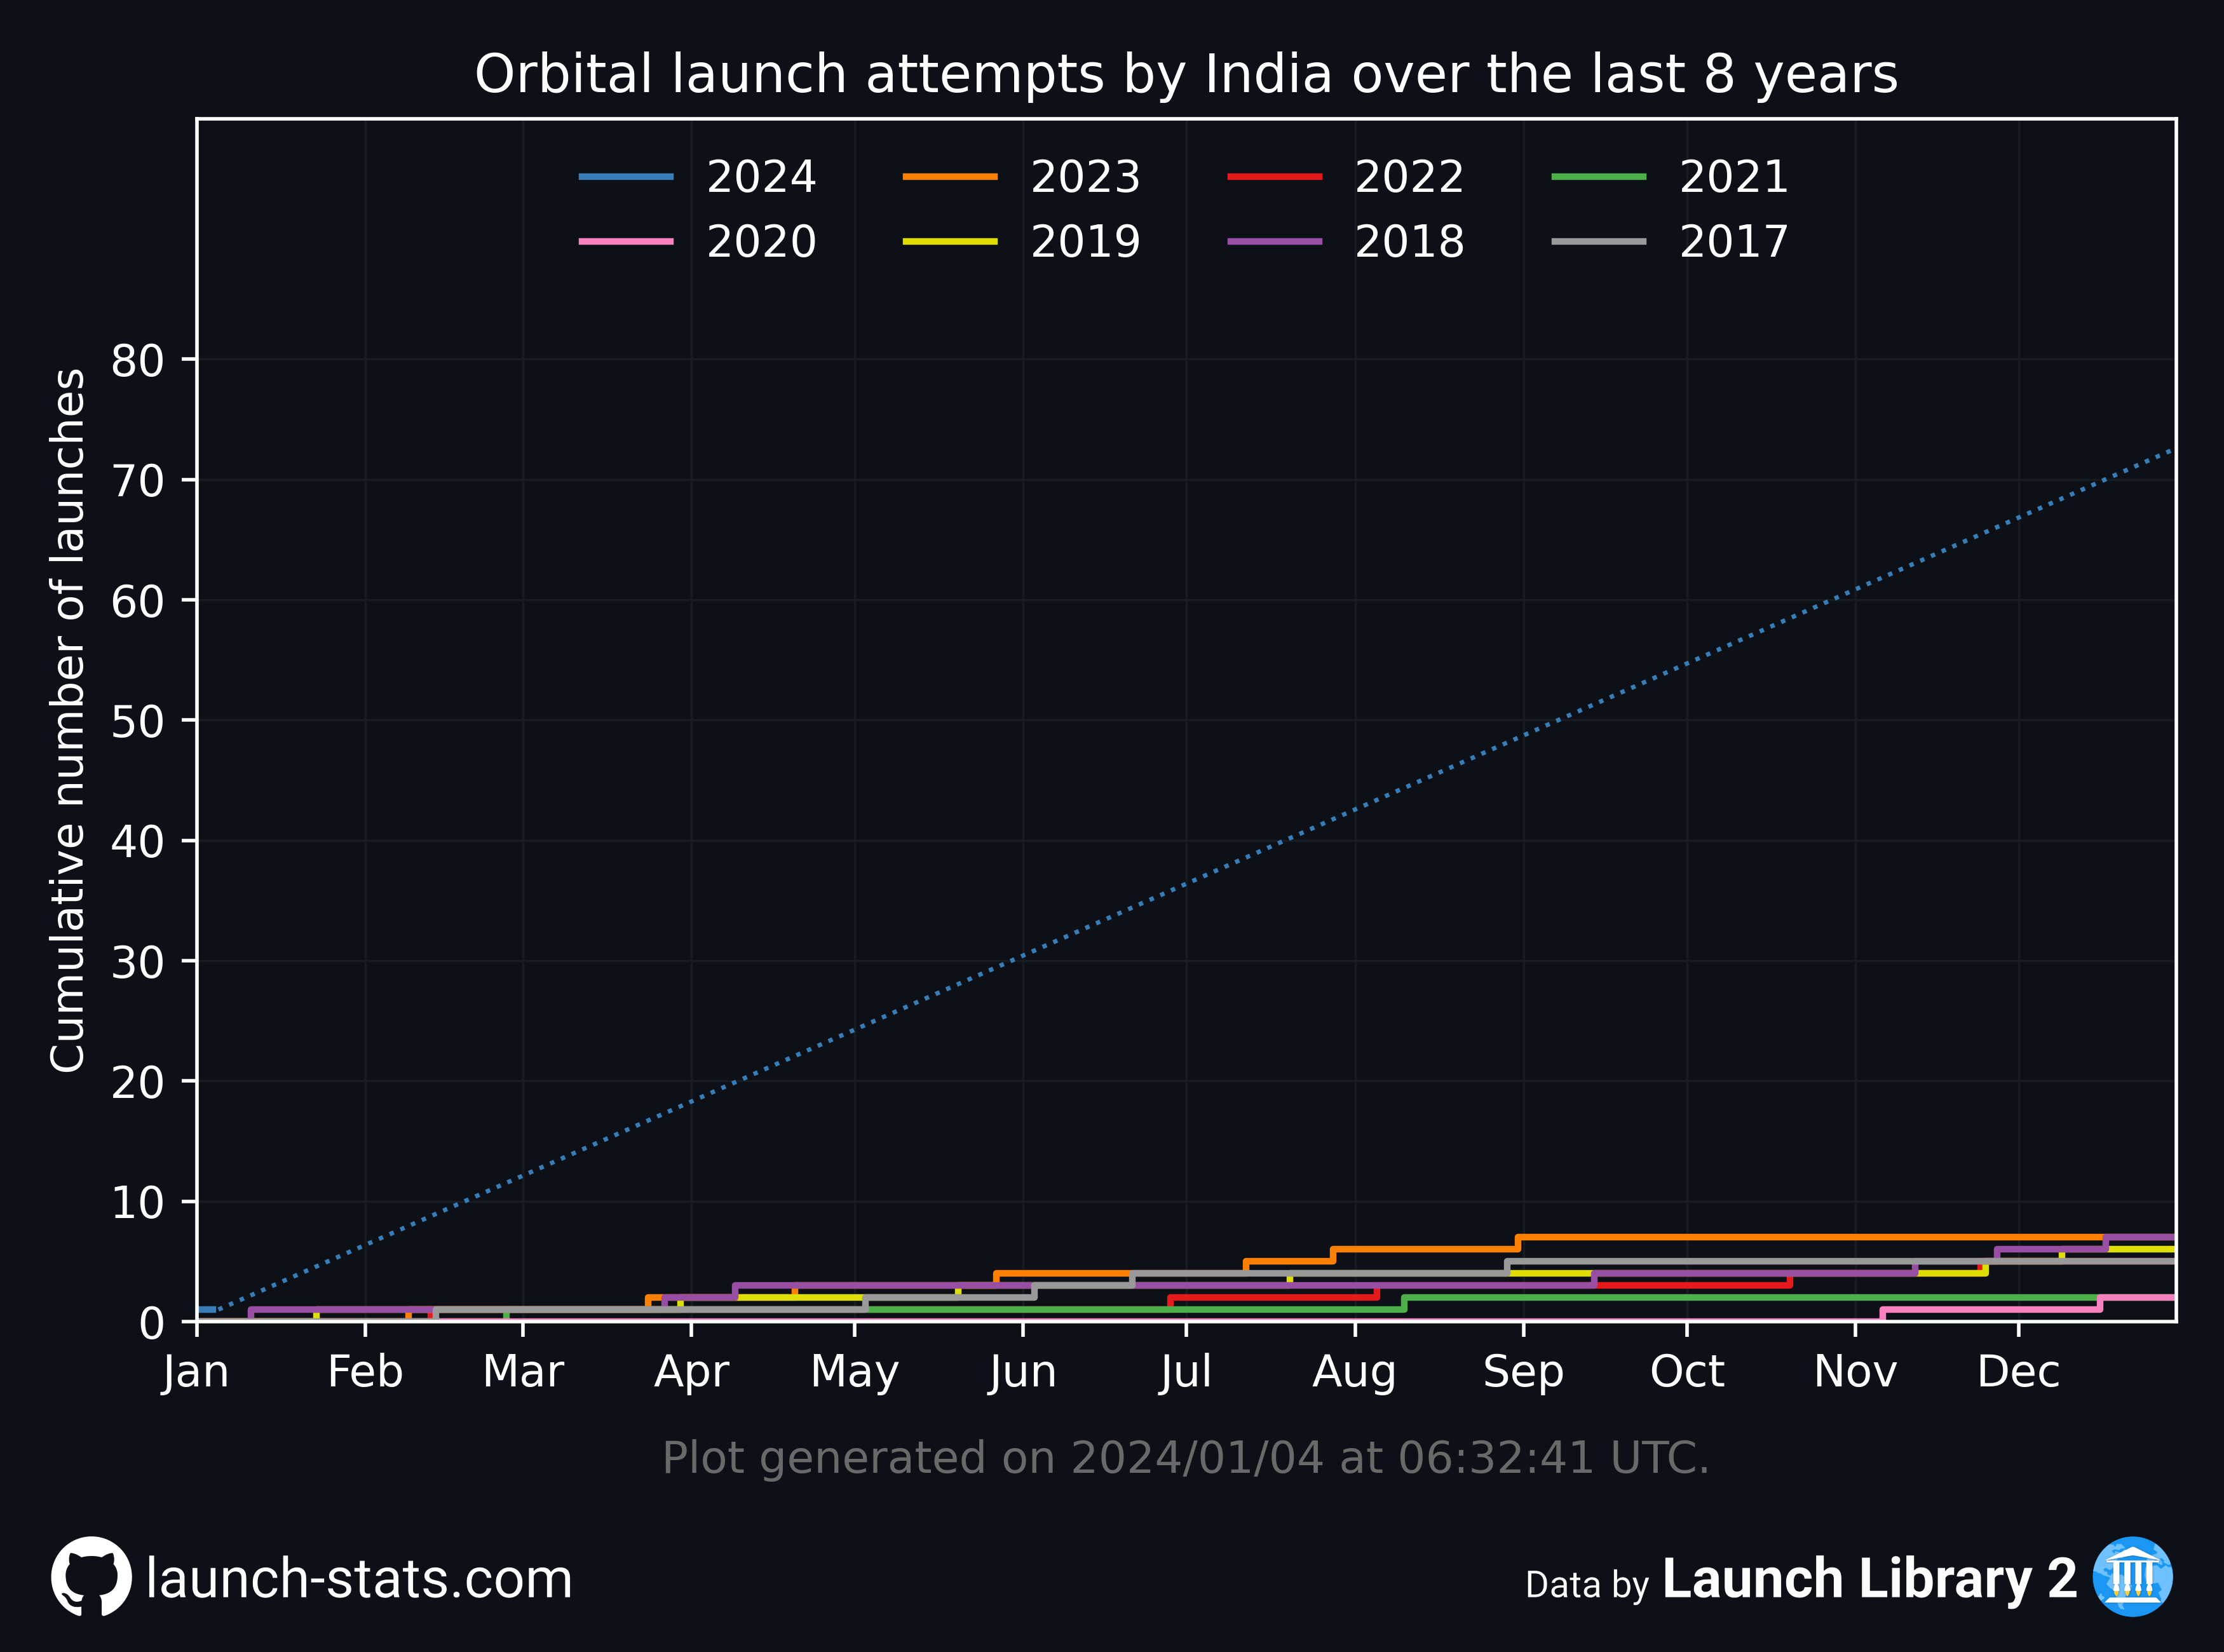 Orbital launch attempts by India over the last 8 years
2024 2023 2022 2021
2020 2019 2018 2017
Cumulative number of launches
80
70
60
50
40
30
20
10
0
Jan Feb Mar Apr May Jun Jul Aug Sep Oct Nov Dec
Plot generated on 2024/01/04 at 06:32:41 UTC.
launch-stats.com
Data by Launch Library 2